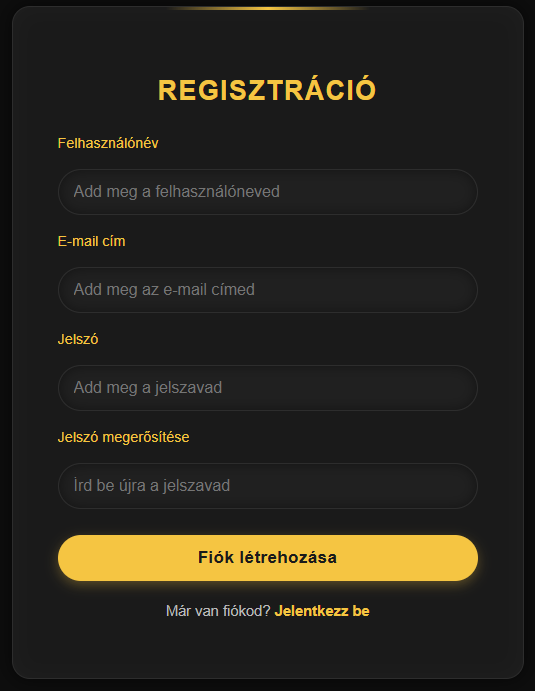 REGISZTRÁCIÓ
Felhasználónév
Add meg a felhasználóneved
E-mail cím
Add meg az e-mail címed
Jelszó
Add meg a jelszavad
Jelszó megerősítése
Írd be újra a jelszavad
Fiók létrehozása
Már van fiókod? Jelentkezz be